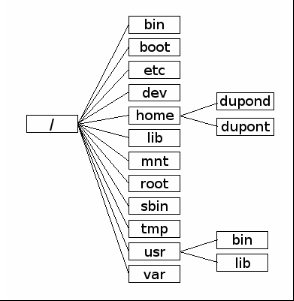 /
bin
boot
etc
dev
home
dupond
dupont
lib
mnt
root
sbin
tmp
usr
bin
lib
var